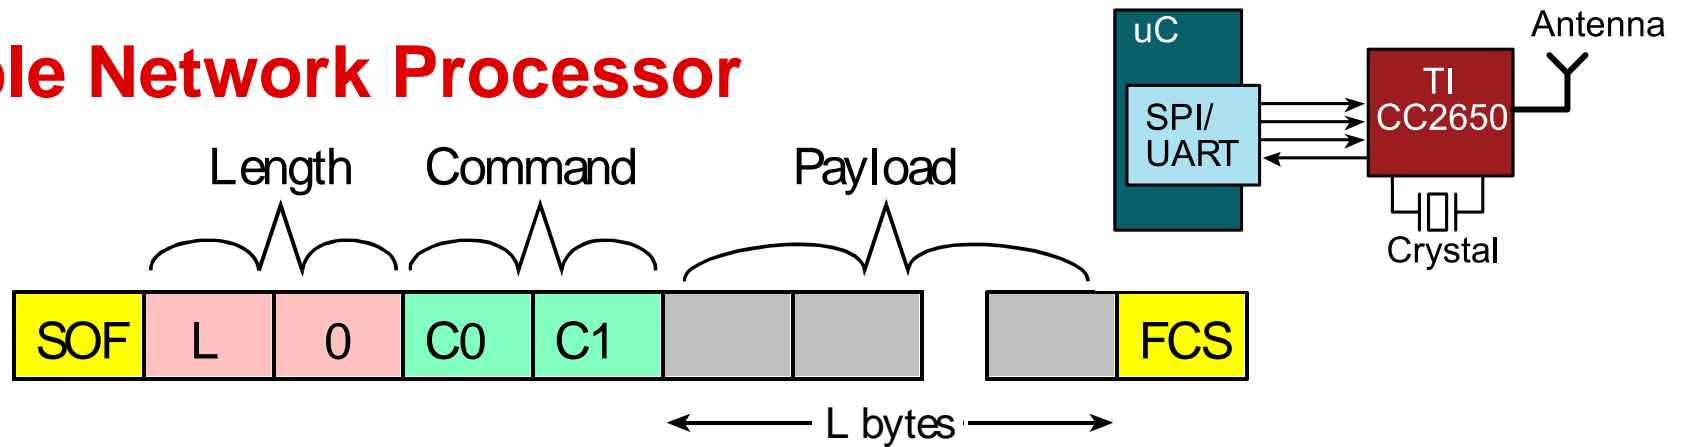 ple Network Processor
Length Command Payload
SOF L 0 C0 C1 FCS
L bytes
uC
SPI/
UART
TI
CC2650
Antenna
Crystal